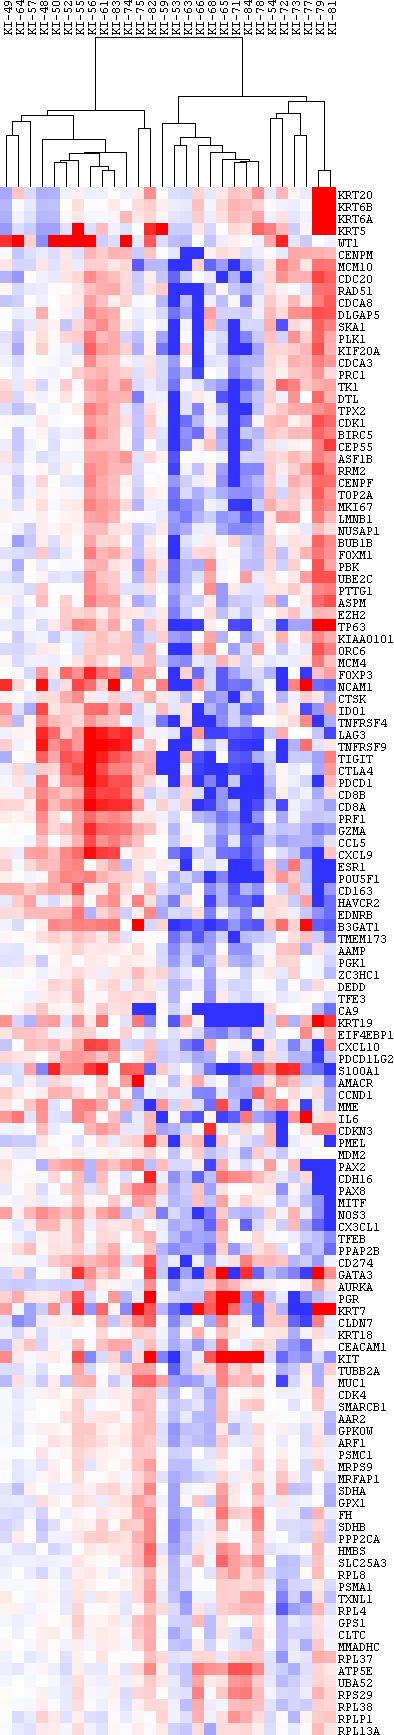 KI-49
KI-64
KI-57
KI-48
KI-50
KI-52
KI-55
KI-56
KI-61
KI-83
KI-74
KI-75
KI-82
KI-59
KI-53
KI-63
KI-66
KI-68
KI-65
KI-71
KI-84
KI-78
KI-54
KI-72
KI-73
KI-77
KI-79
KI-81
KRT20
KRT6B
KRT6A
KRT5
WT1
CENPM
MCM10
CDC20
RAD51
CDCA8
DLGAP5
SKA1
PLK1
KIF20A
CDCA3
PRC1
TK1
DTL
TPX2
CDK1
BIRC5
CEP55
ASF1B
RRM2
CENPF
TOP2A
MKI67
LMNB1
NUSAP1
BUB1B
FOXM1
PBK
UBE2C
PTTG1
ASPM
EZH2
TP63
KIAA0101
ORC6
MCM4
FOXP3
NCAM1
CTSK
IDO1
TNFRSF4
LAG3
TNFRSF9
TIGIT
CTLA4
PDCD1
CD8B
CD8A
PRF1
GZMA
CCL5
CXCL9
ESR1
POU5F1
CD163
HAVCR2
EDNRB
B3GAT1
TMEM173
AAMP
PGK1
ZC3HC1
DEDD
TFE3
CA9
KRT19
EIF4EBP1
CXCL10
PDCD1LG2
S100A1
AMACR
CCND1
MME
IL6
CDKN3
PMEL
MDM2
PAX2
CDH16
PAX8
MITF
NOS3
CX3CL1
TFEB
PPAP2B
CD274
GATA3
AURKA
PGR
KRT7
CLDN7
KRT18
CEACAM1
KIT
TUBB2A
MUC1
CDK4
SMARCB1
AAR2
GPKOW
ARF1
PSMC1
MRPS9
MRFAP1
SDHA
GPX1
FH
SDHB
PPP2CA
HMBS
SLC25A3
RPL8
PSMA1
TXNL1
RPL4
GPS1
CLTC
MMADHC
RPL37
ATP5E
UBA52
RPS29
RPL38
RPLP1
RPL13A